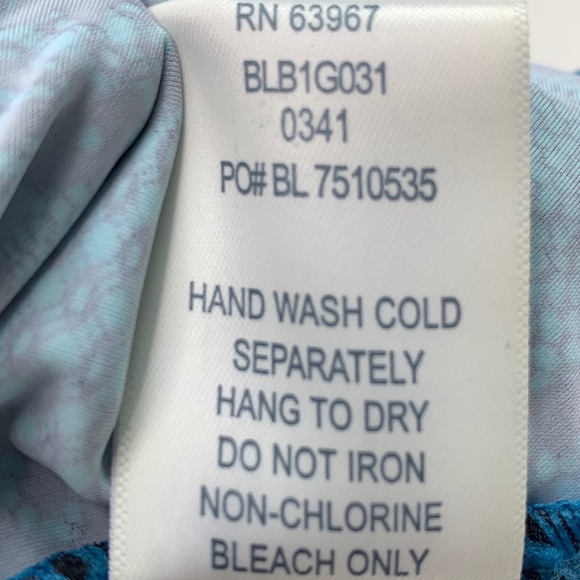 RN 63967
BLB1G031
0341
PO# BL 7510535
HAND WASH COLD
SEPARATELY
HANG TO DRY
DO NOT IRON
NON-CHLORINE
BLEACH ONLY